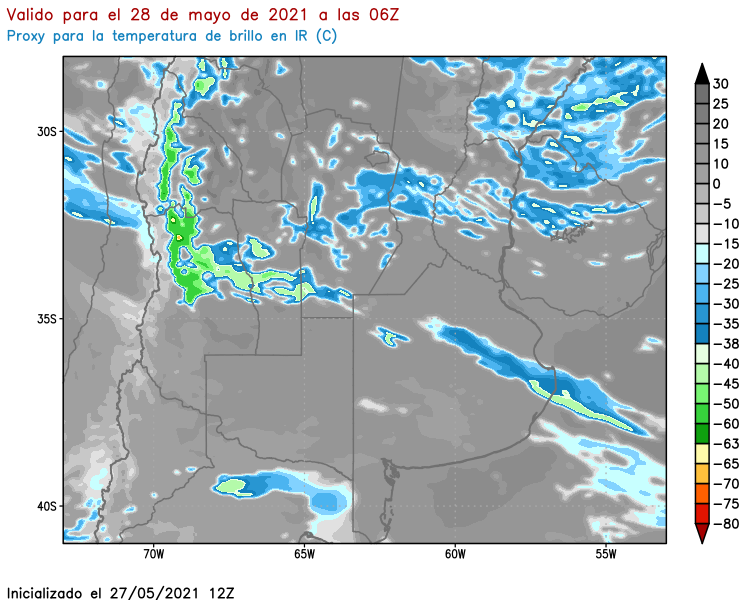 Valido para el 28 de mayo de 2021 a las 06Z
Proxy para la temperatura de brillo en IR (C)
30S
35S
40S
70W
65W
60W
55W
30
25
20
15
10
0
-5
-10
-15
-20
-25
-30
-35
-38
-40
-45
-50
-60
-63
-65
-70
-75
-80
Inicializado el 27/05/2021 12Z